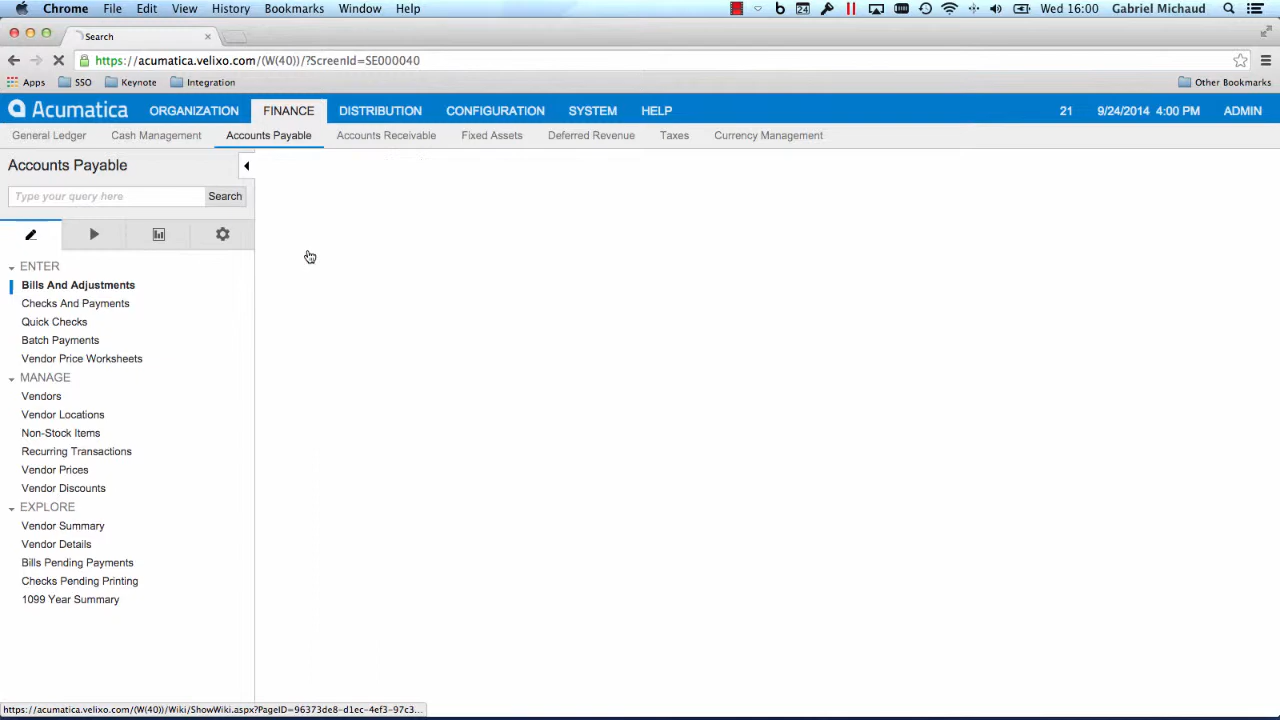 Chrome File Edit View History Bookmarks Window Help 24 Wed 16:00 Gabriel Michaud
Search
https://acumatica.velixo.com/(W(40))/?ScreenId=SE000040
Apps SSO Keynote Integration Other Bookmarks
Acumatica ORGANIZATION FINANCE DISTRIBUTION CONFIGURATION SYSTEM HELP 21 9/24/2014 4:00 PM ADMIN
General Ledger Cash Management Accounts Payable Accounts Receivable Fixed Assets Deferred Revenue Taxes Currency Management
Accounts Payable
Type your query here Search
ENTER
Bills And Adjustments
Checks And Payments
Quick Checks
Batch Payments
Vendor Price Worksheets
MANAGE
Vendors
Vendor Locations
Non-Stock Items
Recurring Transactions
Vendor Prices
Vendor Discounts
EXPLORE
Vendor Summary
Vendor Details
Bills Pending Payments
Checks Pending Printing
1099 Year Summary
https://acumatica.velixo.com/(W(40))/Wiki/ShowWiki.aspx?PageID=96373de8-d1ec-4ef3-97c3...